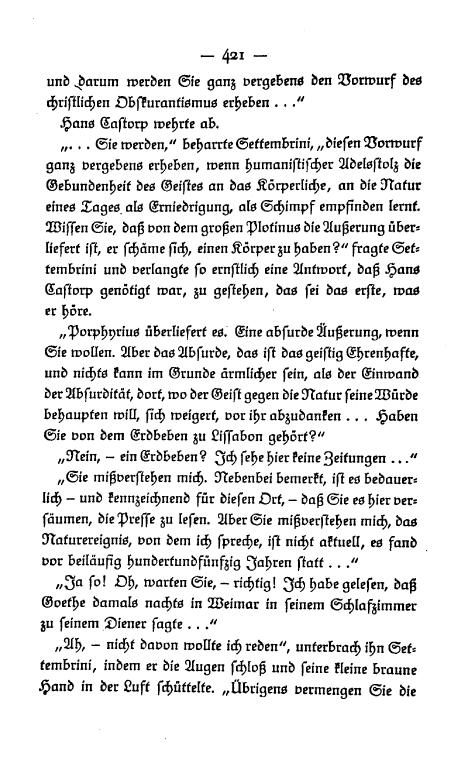 — 421 —
und darum werden Sie ganz vergebens den Vorwurf des
christlichen Obskurantismus erheben . . .“
Hans Castorp wehrte ab.
„. . . Sie werden,“ beharrte Settembrini, „diesen Vorwurf
ganz vergebens erheben, wenn humanistischer Adelsstolz die
Gebundenheit des Geistes an das Körperliche, an die Natur
eines Tages als Erniedrigung, als Schimpf empfinden lernt.
Wissen Sie, daß von dem großen Plotinus die Äußerung über-
liefert ist, er schäme sich, einen Körper zu haben?“ fragte Set-
tembrini und verlangte so ernstlich eine Antwort, daß Hans
Castorp genötigt war, zu gestehen, das sei das erste, was
er höre.
„Porphyrius überliefert es. Eine absurde Äußerung, wenn
Sie wollen. Aber das Absurde, das ist das geistig Ehrenhafte,
und nichts kann im Grunde ärmlicher sein, als der Einwand
der Absurdität, dort, wo der Geist gegen die Natur seine Würde
behaupten will, sich weigert, vor ihr abzudanken . . . Haben
Sie von dem Erdbeben zu Lissabon gehört?“
„Nein, – ein Erdbeben? Ich sehe hier keine Zeitungen . . .“
„Sie mißverstehen mich. Nebenbei bemerkt, ist es bedauer-
lich – und kennzeichnend für diesen Ort, – daß Sie es hier ver-
säumen, die Presse zu lesen. Aber Sie mißverstehen mich, das
Naturereignis, von dem ich spreche, ist nicht aktuell, es fand
vor beiläufig hundertundfünfzig Jahren statt . . .“
„Ja so! Oh, warten Sie, – richtig! Ich habe gelesen, daß
Goethe damals nachts in Weimar in seinem Schlafzimmer
zu seinem Diener sagte . . .“
„Ah, – nicht davon wollte ich reden“, unterbrach ihn Set-
tembrini, indem er die Augen schloß und seine kleine braune
Hand in der Luft schüttelte. „Übrigens vermengen Sie die